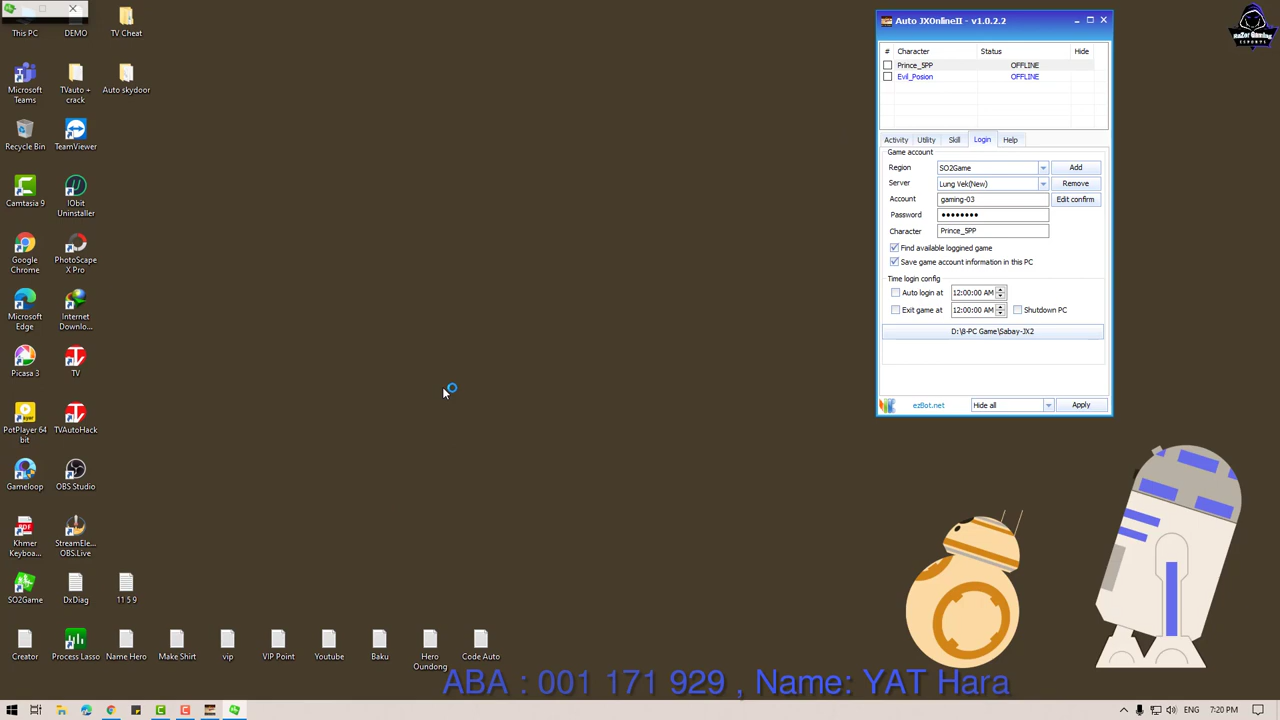 This PC
DEMO
TV Cheat
Microsoft
Teams
TVauto +
crack
Auto skydoor
Recycle Bin
TeamViewer
Camtasia 9
IObit
Uninstaller
Google
Chrome
PhotoScape
X Pro
Microsoft
Edge
Internet
Downlo...
Picasa 3
TV
PotPlayer 64
bit
TVAutoHack
Gameloop
OBS Studio
Khmer
Keyboa...
StreamEle...
OBS.Live
SO2Game
DxDiag
11 5 9
Creator
Process Lasso
Name Hero
Make Shirt
vip
VIP Point
Youtube
Baku
Hero
Oundong
Code Auto
Auto JXOnlineII - v1.0.2.2
# Character Status Hide
Prince_5PP OFFLINE
Evil_Posion OFFLINE
Activity Utility Skill Login Help
Game account
Region SO2Game Add
Server Lung Vek(New) Remove
Account gaming-03 Edit confirm
Password ••••••••
Character Prince_5PP
Find available loggined game
Save game account information in this PC
Time login config
Auto login at 12:00:00 AM
Exit game at 12:00:00 AM Shutdown PC
D:\8-PC Game\Sabay-JX2
ezBot.net Hide all Apply
ABA : 001 171 929 , Name: YAT Hara
ENG 7:20 PM